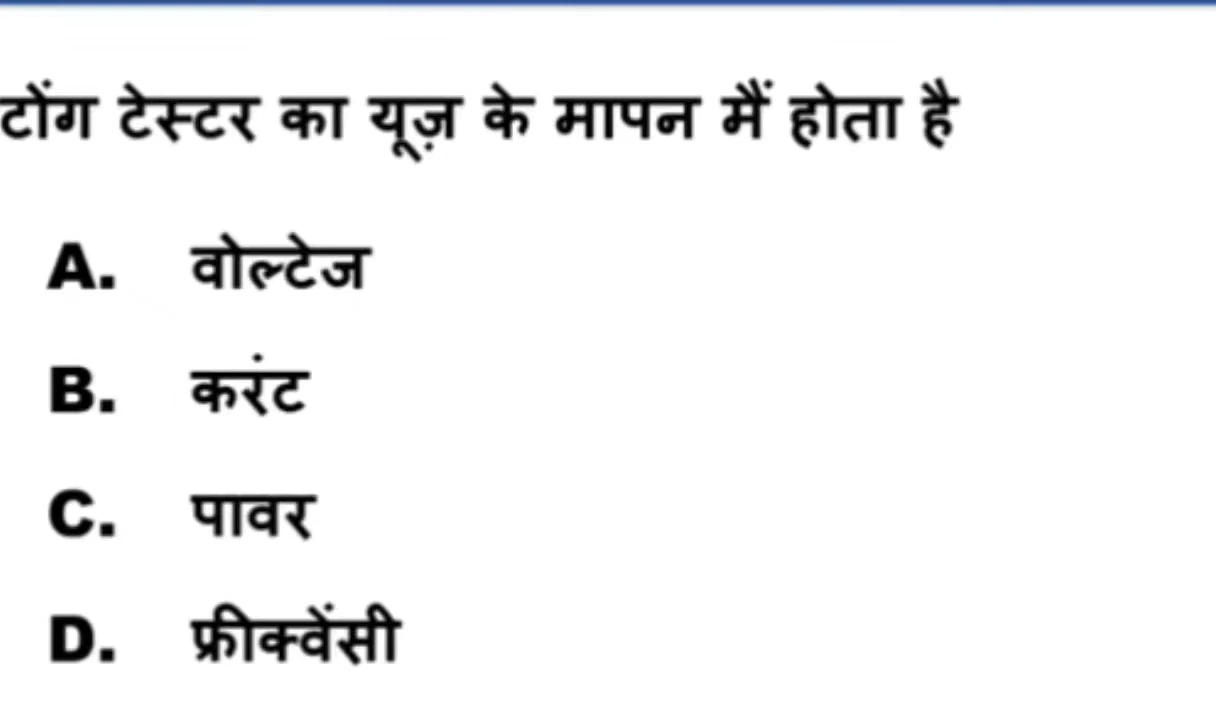 टोंग टेस्टर का यूज़ के मापन मैं होता है
A. वोल्टेज
B. करंट
C. पावर
D. फ्रीक्वेंसी